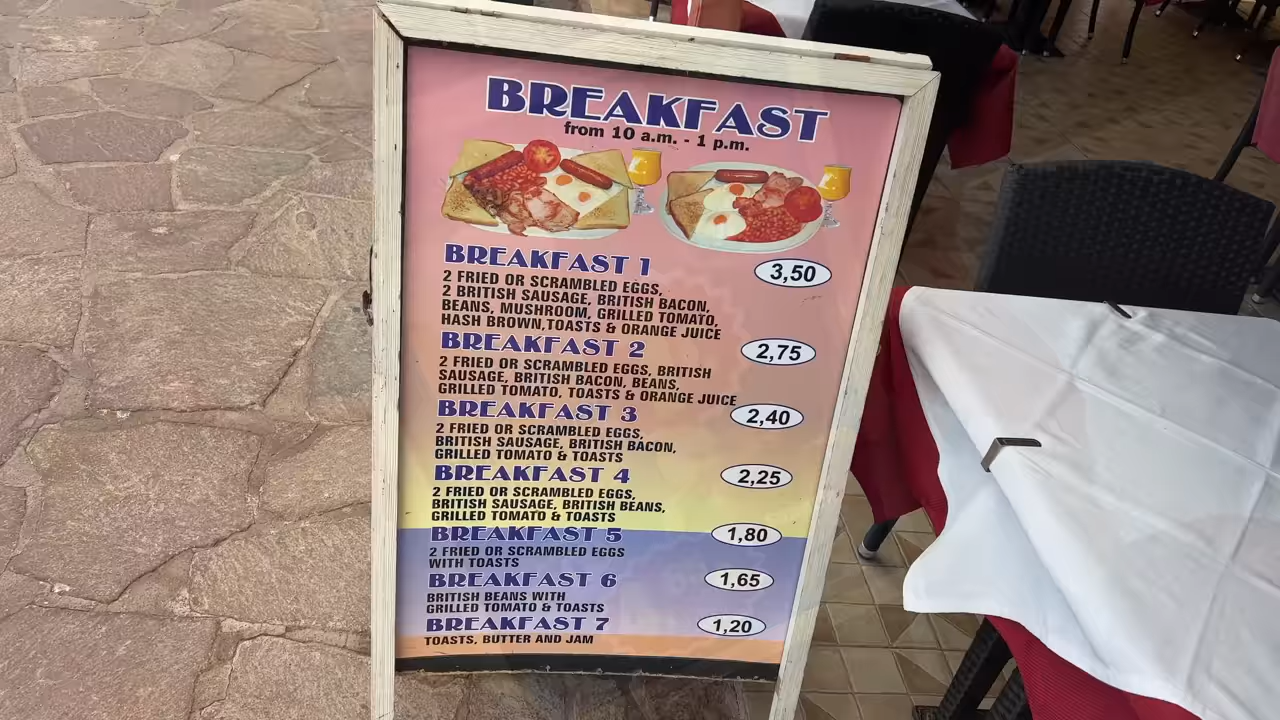 BREAKFAST
from 10 a.m. - 1 p.m.
BREAKFAST 1 3,50
2 FRIED OR SCRAMBLED EGGS,
2 BRITISH SAUSAGE, BRITISH BACON,
BEANS, MUSHROOM, GRILLED TOMATO,
HASH BROWN,TOASTS & ORANGE JUICE
BREAKFAST 2 2,75
2 FRIED OR SCRAMBLED EGGS, BRITISH
SAUSAGE, BRITISH BACON, BEANS,
GRILLED TOMATO, TOASTS & ORANGE JUICE
BREAKFAST 3 2,40
2 FRIED OR SCRAMBLED EGGS,
BRITISH SAUSAGE, BRITISH BACON,
GRILLED TOMATO & TOASTS
BREAKFAST 4 2,25
2 FRIED OR SCRAMBLED EGGS,
BRITISH SAUSAGE, BRITISH BEANS,
GRILLED TOMATO & TOASTS
BREAKFAST 5 1,80
2 FRIED OR SCRAMBLED EGGS
WITH TOASTS
BREAKFAST 6 1,65
BRITISH BEANS WITH
GRILLED TOMATO & TOASTS
BREAKFAST 7 1,20
TOASTS, BUTTER AND JAM